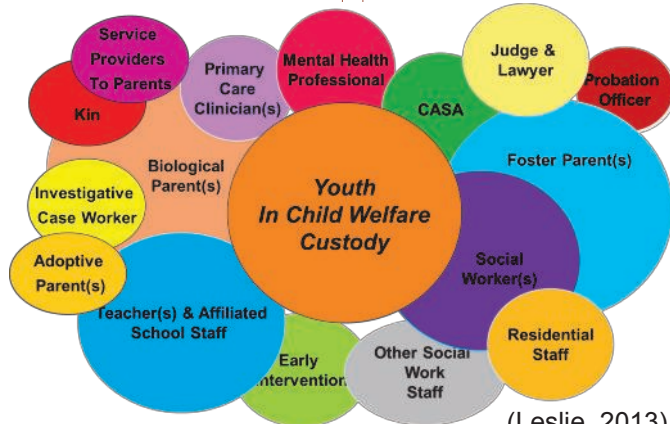 Service
Providers
To Parents
Kin
Primary
Care
Clinician(s)
Mental Health
Professional
CASA
Judge &
Lawyer
Probation
Officer
Biological
Parent(s)
Foster Parent(s)
Investigative
Case Worker
Youth
In Child Welfare
Custody
Adoptive
Parent(s)
Social
Worker(s)
Teacher(s) & Affiliated
School Staff
Early
Intervention
Other Social
Work
Staff
Residential
Staff
(Leslie, 2013)